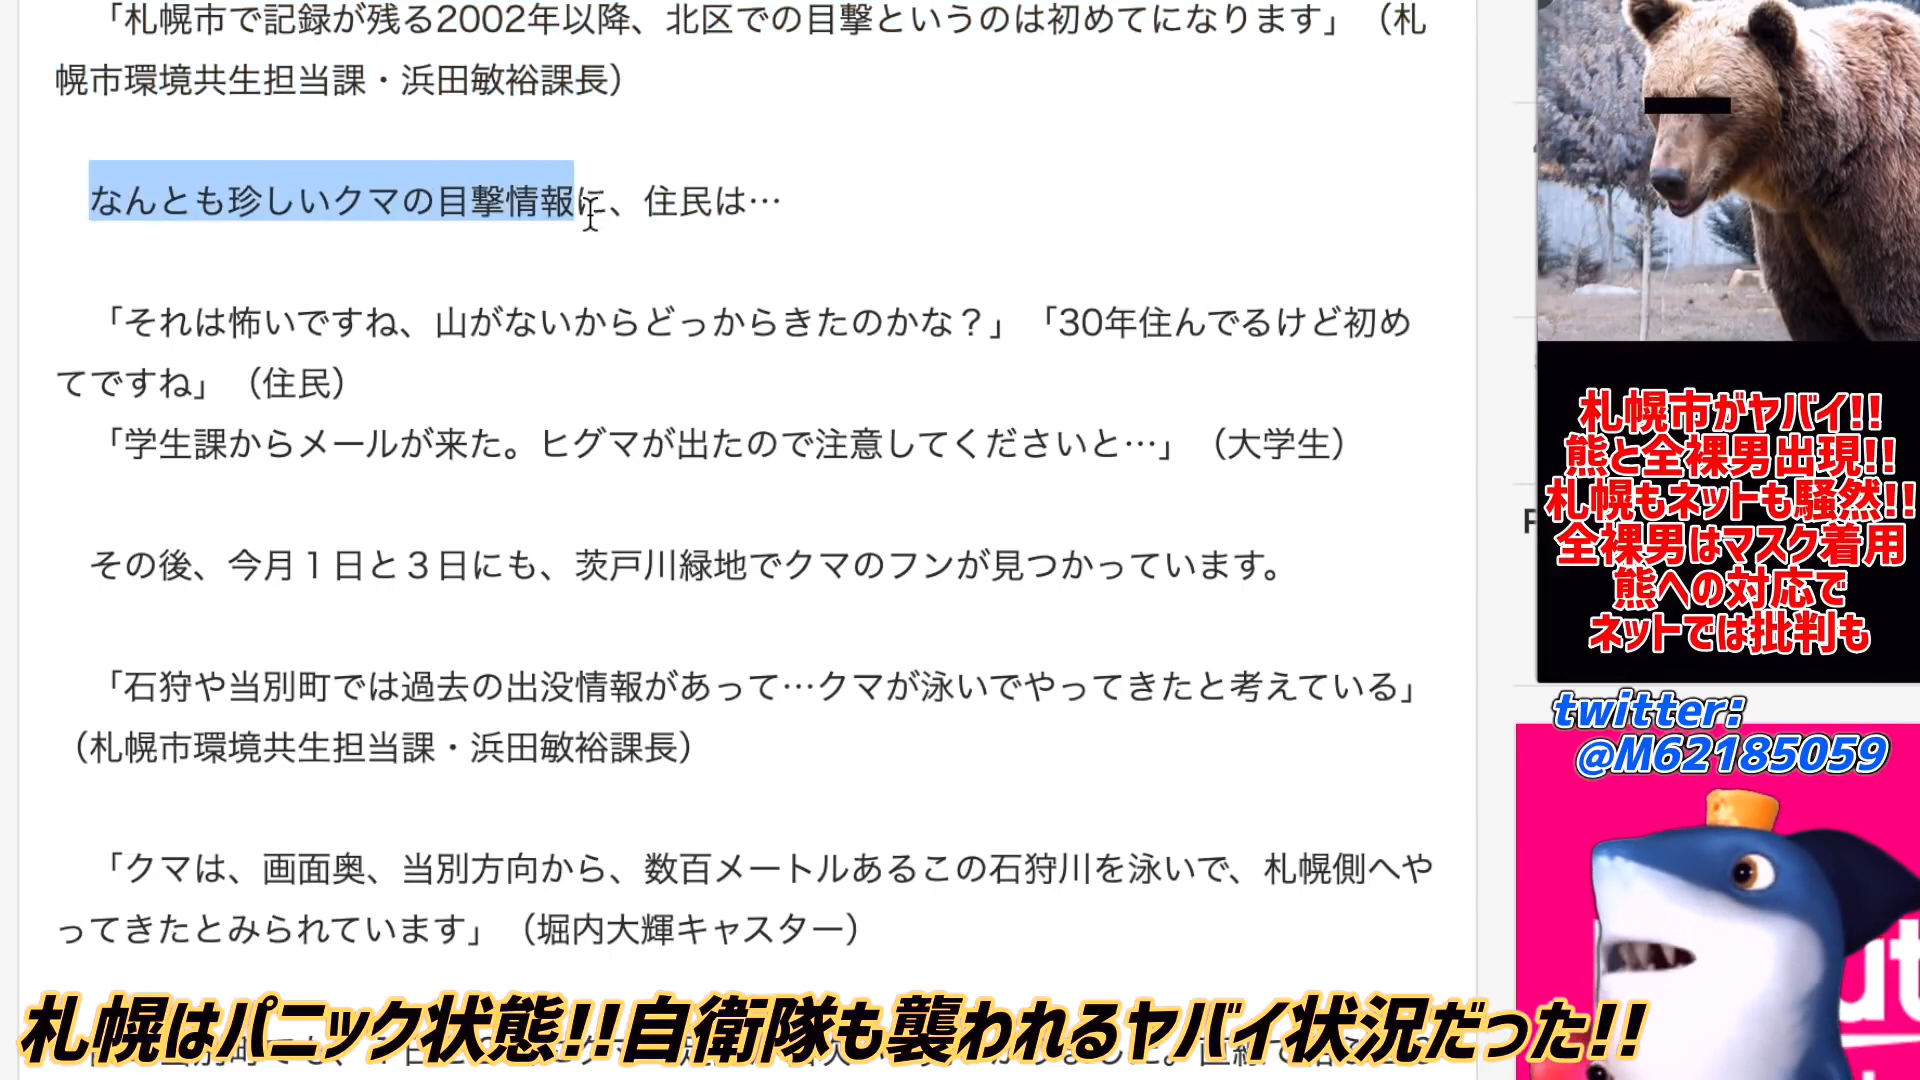 「札幌市で記録が残る2002年以降、北区での目撃というのは初めてになります」（札
幌市環境共生担当課・浜田敏裕課長）
なんとも珍しいクマの目撃情報に、住民は…
「それは怖いですね、山がないからどっからきたのかな？」「30年住んでるけど初め
てですね」（住民）
「学生課からメールが来た。ヒグマが出たので注意してくださいと…」（大学生）
その後、今月１日と３日にも、茨戸川緑地でクマのフンが見つかっています。
「石狩や当別町では過去の出没情報があって…クマが泳いでやってきたと考えている」
（札幌市環境共生担当課・浜田敏裕課長）
「クマは、画面奥、当別方向から、数百メートルあるこの石狩川を泳いで、札幌側へや
ってきたとみられています」（堀内大輝キャスター）
札幌はパニック状態!!自衛隊も襲われるヤバイ状況だった!!
札幌市がヤバイ!!
熊と全裸男出現!!
札幌もネットも騒然!!
全裸男はマスク着用
熊への対応で
ネットでは批判も
twitter:
@M62185059